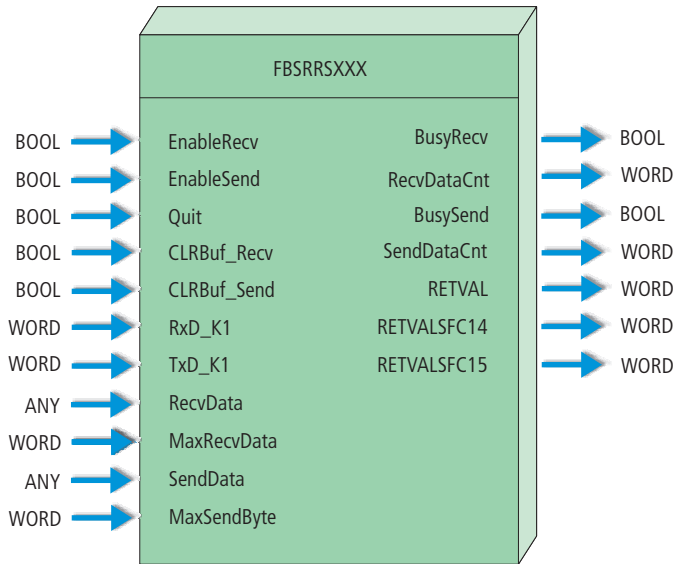 FBSRRSXXX
BOOL EnableRecv BusyRecv BOOL
BOOL EnableSend RecvDataCnt WORD
BOOL Quit BusySend BOOL
BOOL CLRBuf_Recv SendDataCnt WORD
BOOL CLRBuf_Send RETVAL WORD
WORD RxD_K1 RETVALSFC14 WORD
WORD TxD_K1 RETVALSFC15 WORD
ANY RecvData
WORD MaxRecvData
ANY SendData
WORD MaxSendByte